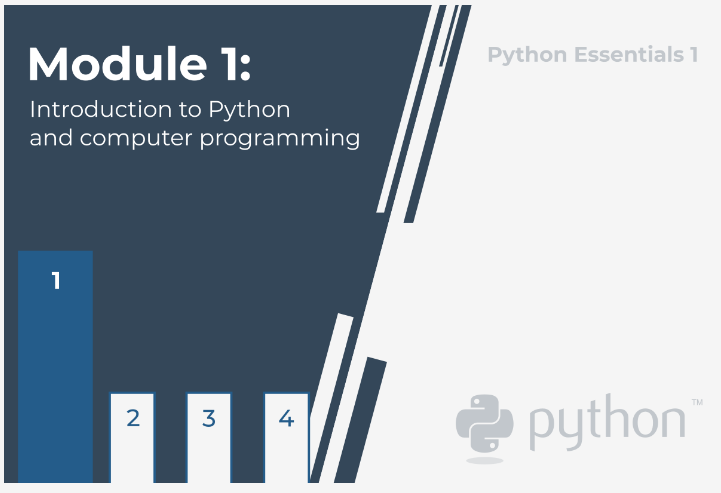 Module 1:
Introduction to Python
and computer programming
Python Essentials 1
1
2
3
4
python™